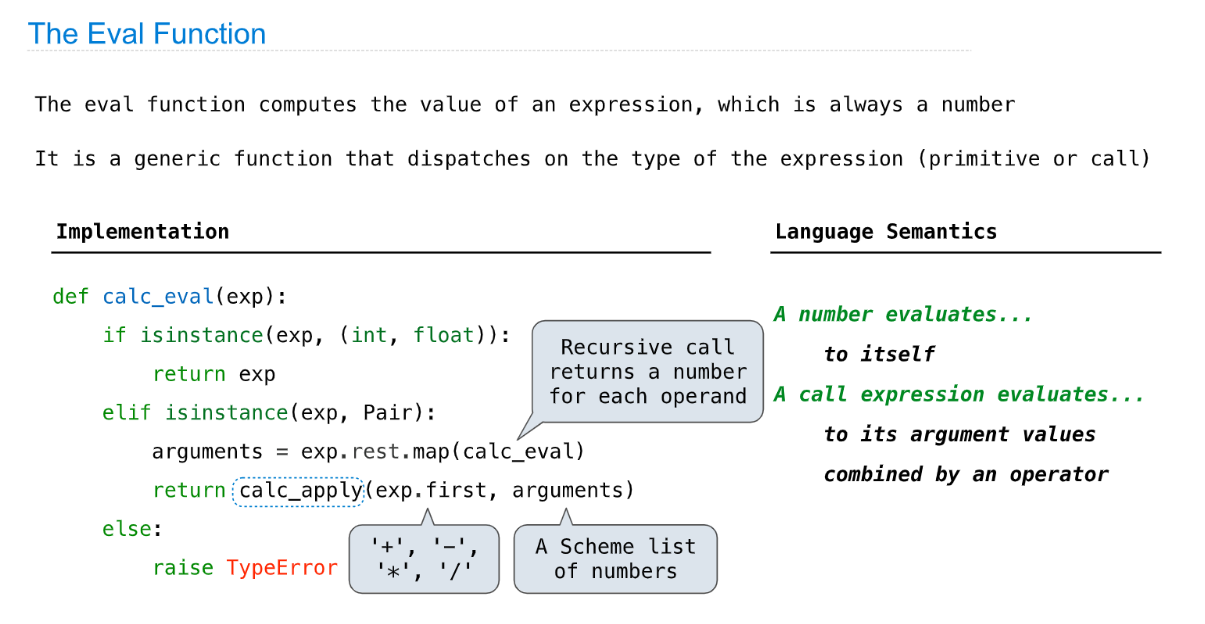 The Eval Function
The eval function computes the value of an expression, which is always a number
It is a generic function that dispatches on the type of the expression (primitive or call)
Implementation
def calc_eval(exp):
    if isinstance(exp, (int, float)):
        return exp
    elif isinstance(exp, Pair):
        arguments = exp.rest.map(calc_eval)
        return calc_apply(exp.first, arguments)
    else:
        raise TypeError
Recursive call
returns a number
for each operand
'+', '-',
'*', '/'
A Scheme list
of numbers
Language Semantics
A number evaluates...
to itself
A call expression evaluates...
to its argument values
combined by an operator